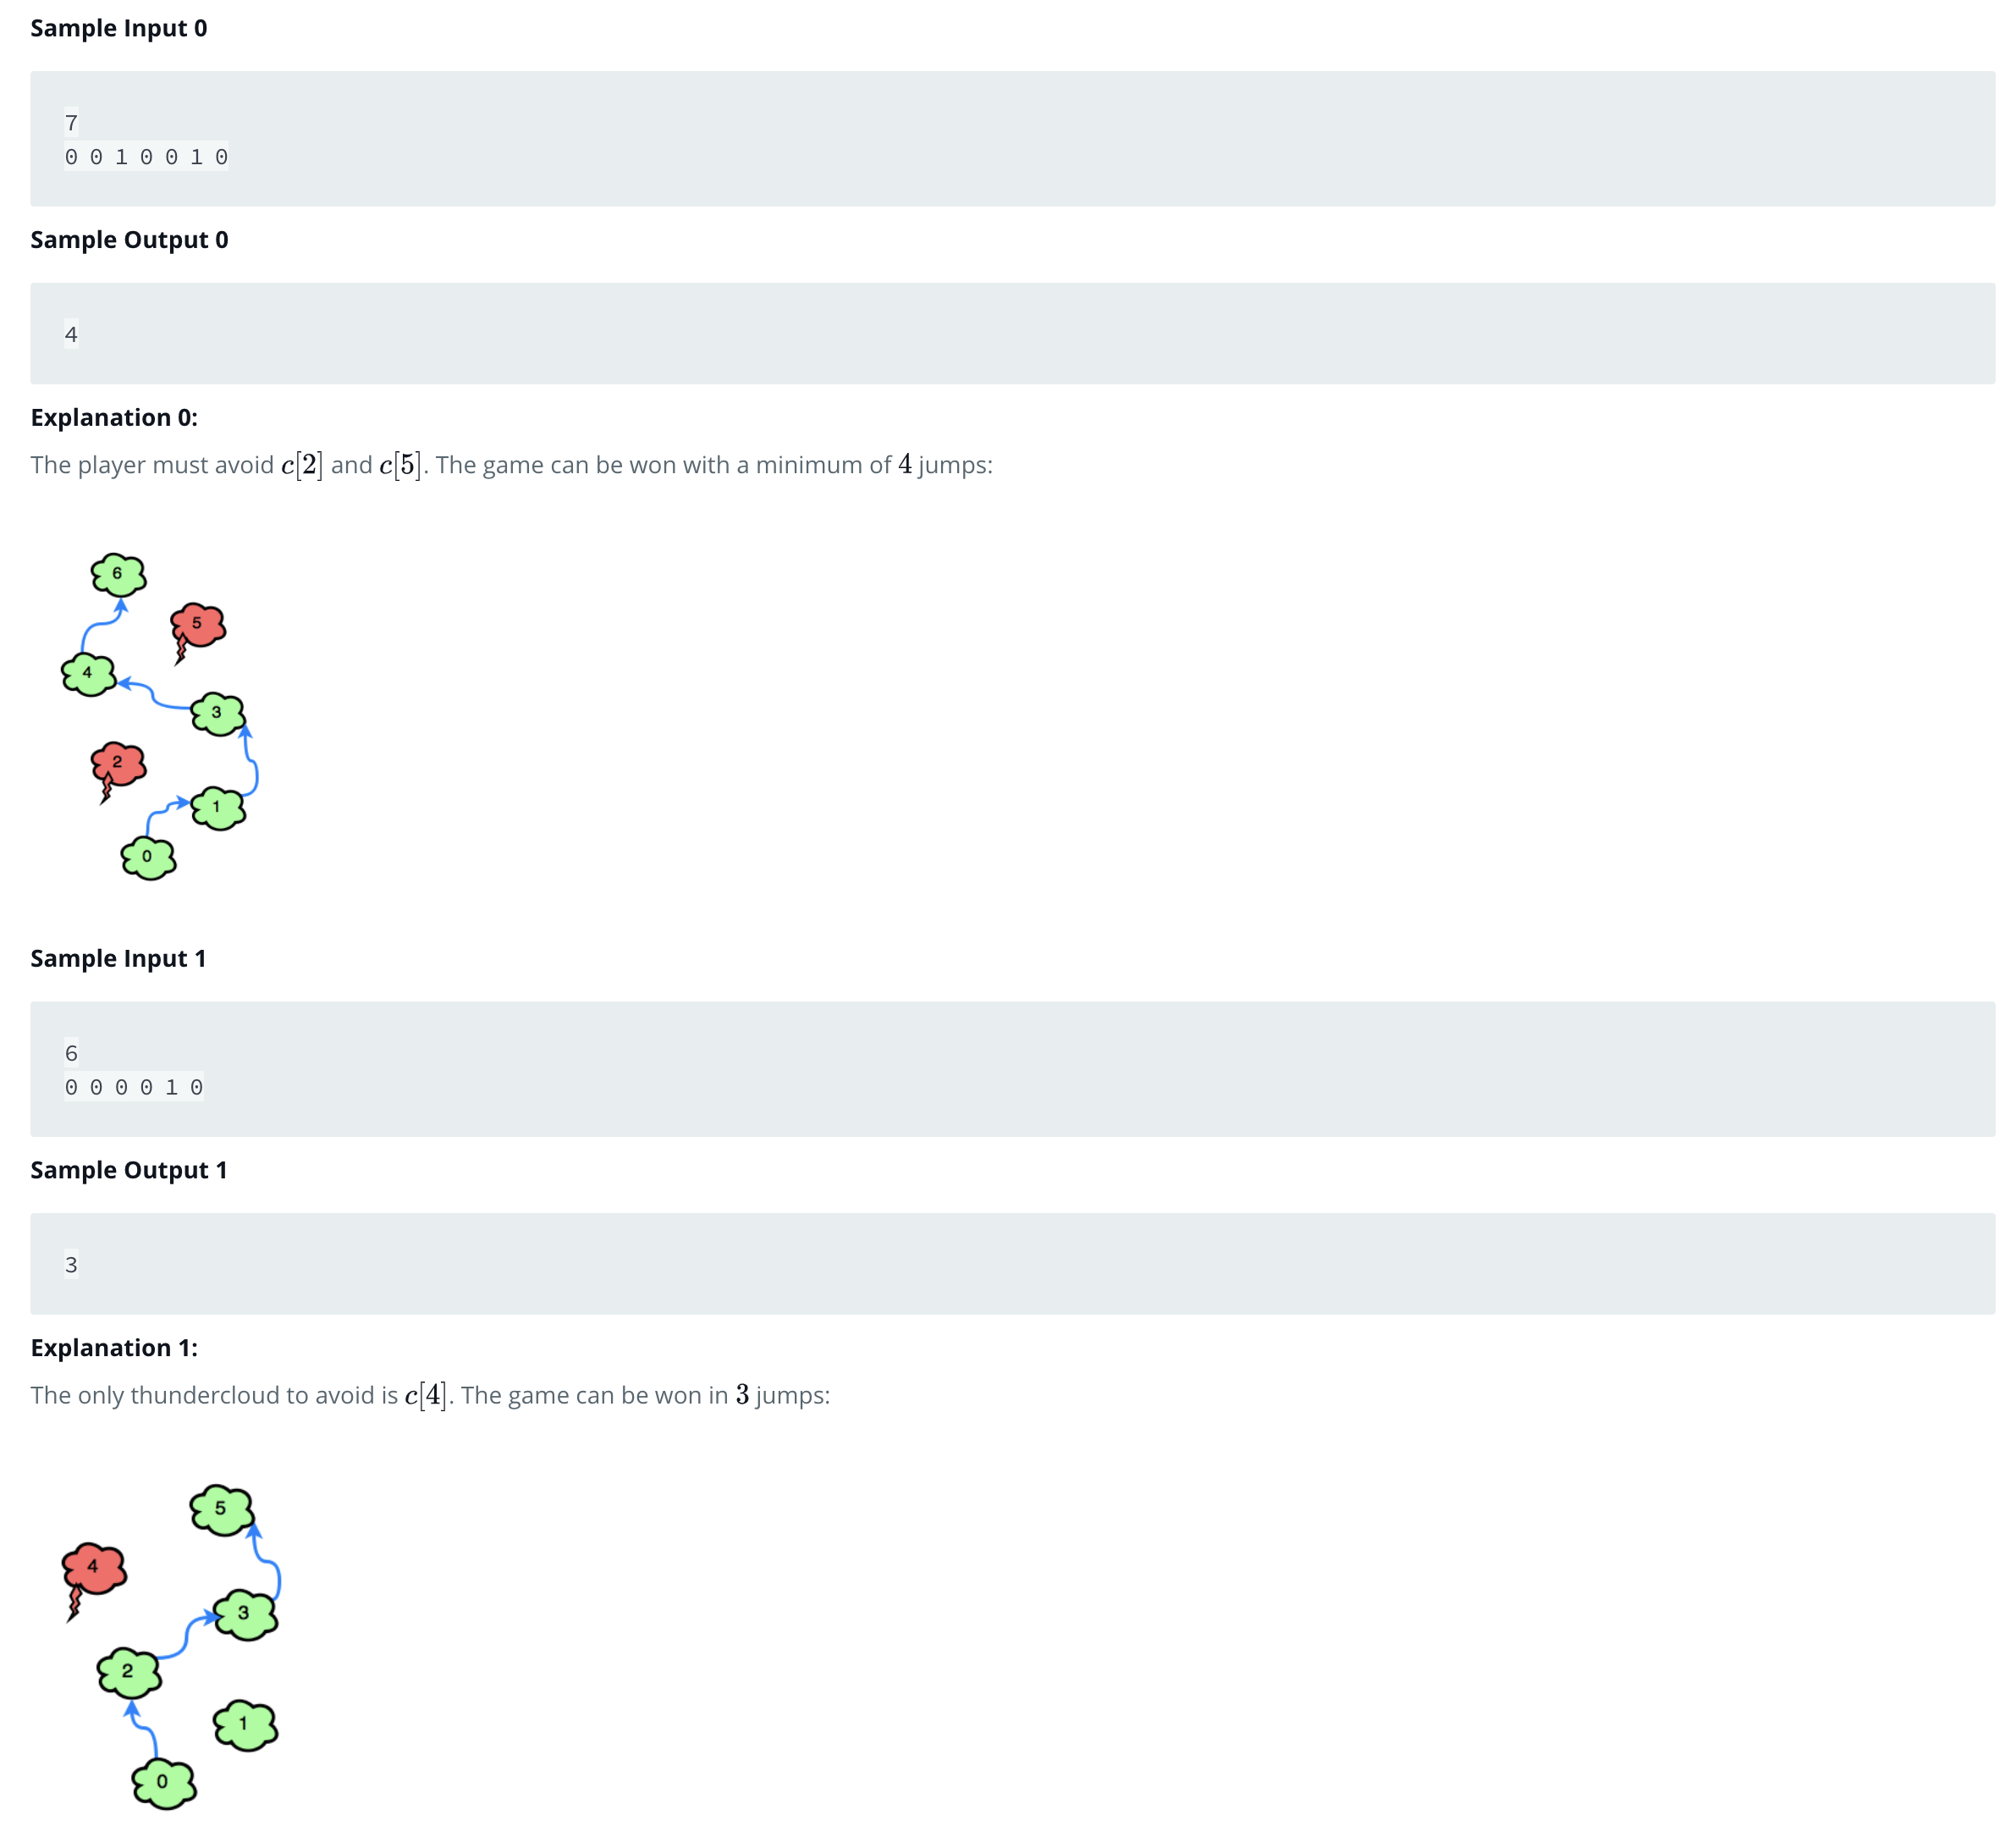 Sample Input 0
7
0 0 1 0 0 1 0
Sample Output 0
4
Explanation 0:
The player must avoid c[2] and c[5]. The game can be won with a minimum of 4 jumps:
6
5
4
3
2
1
0
Sample Input 1
6
0 0 0 0 1 0
Sample Output 1
3
Explanation 1:
The only thundercloud to avoid is c[4]. The game can be won in 3 jumps:
5
4
3
2
1
0